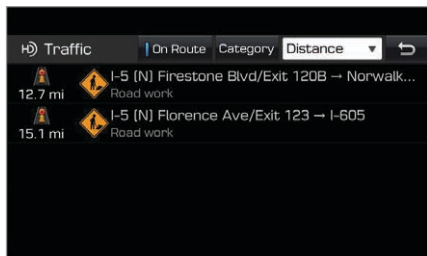 HD) Traffic On Route Category Distance
I-5 (N) Firestone Blvd/Exit 120B → Norwalk...
12.7 mi Road work
I-5 (N) Florence Ave/Exit 123 → I-605
15.1 mi Road work